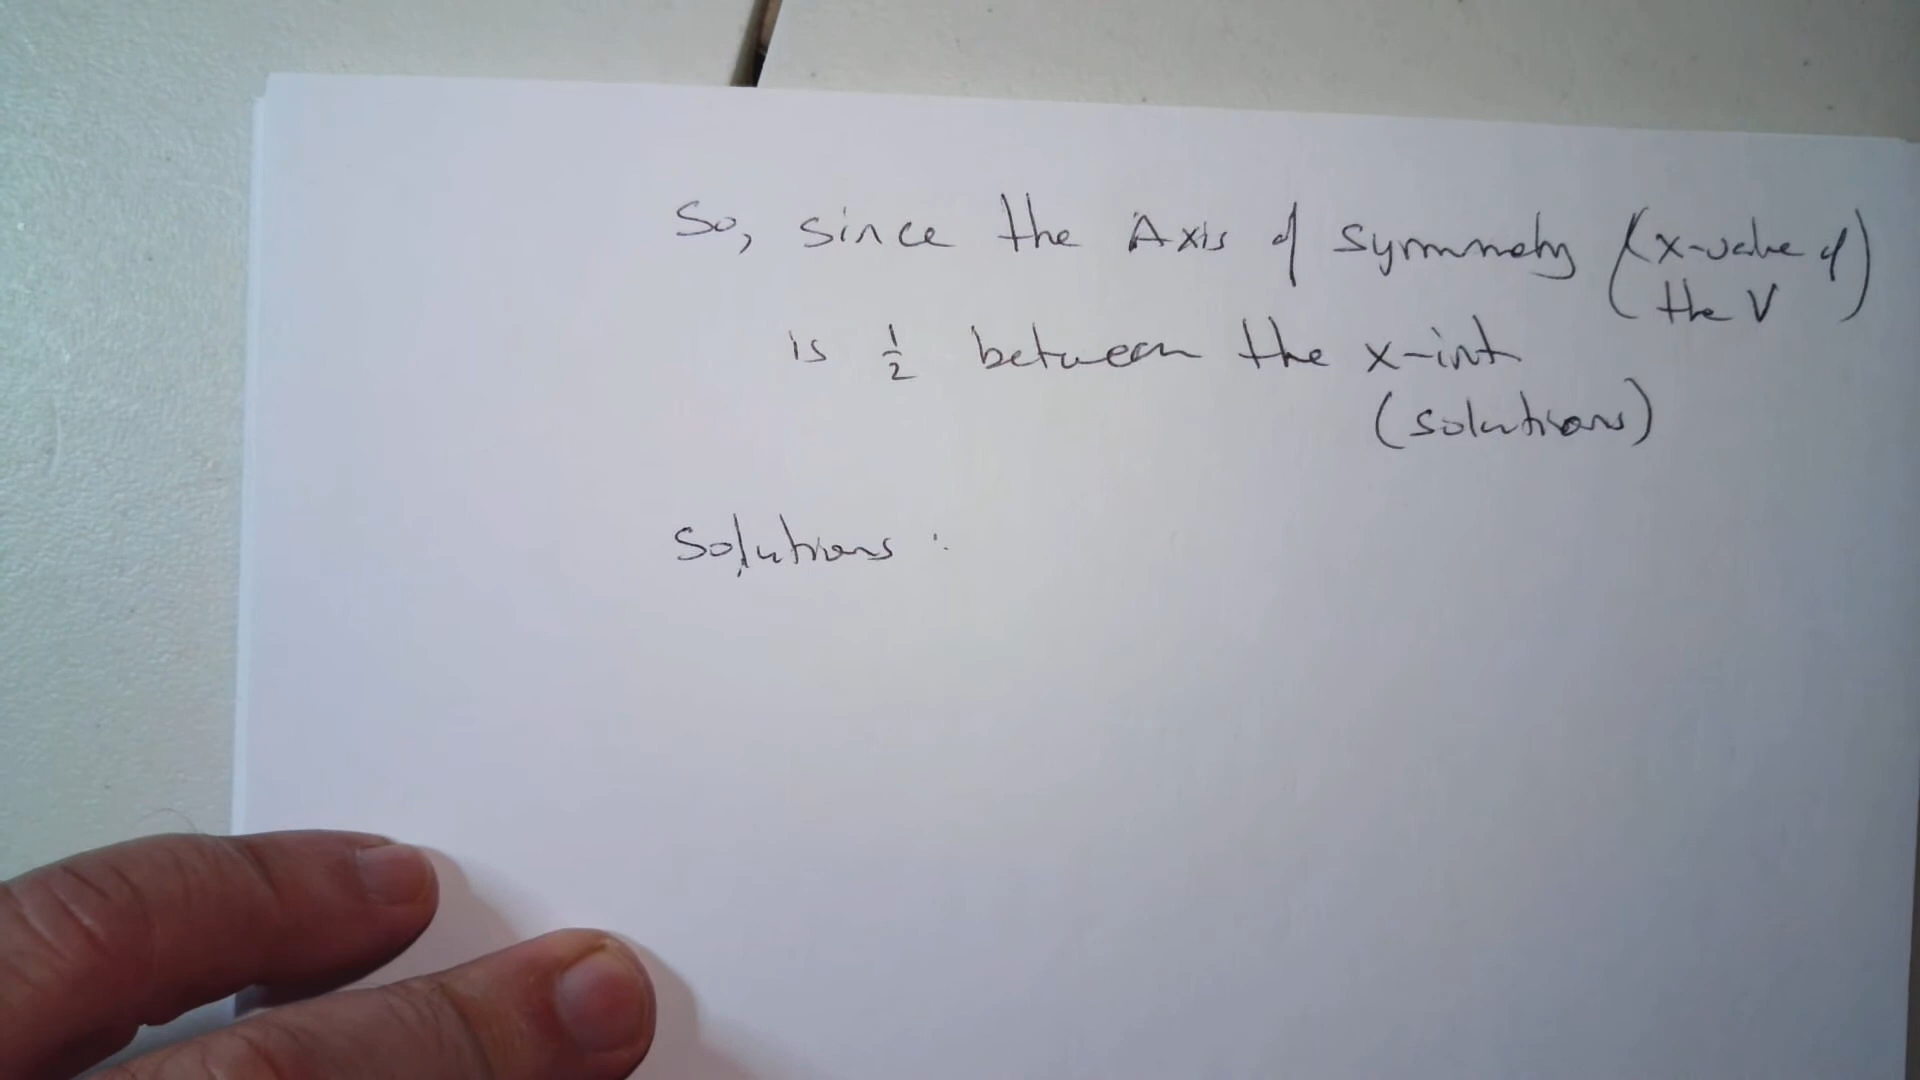 So, since the Axis of symmetry (x-value of
the V)
is 1/2 between the x-int
(solutions)
Solutions :